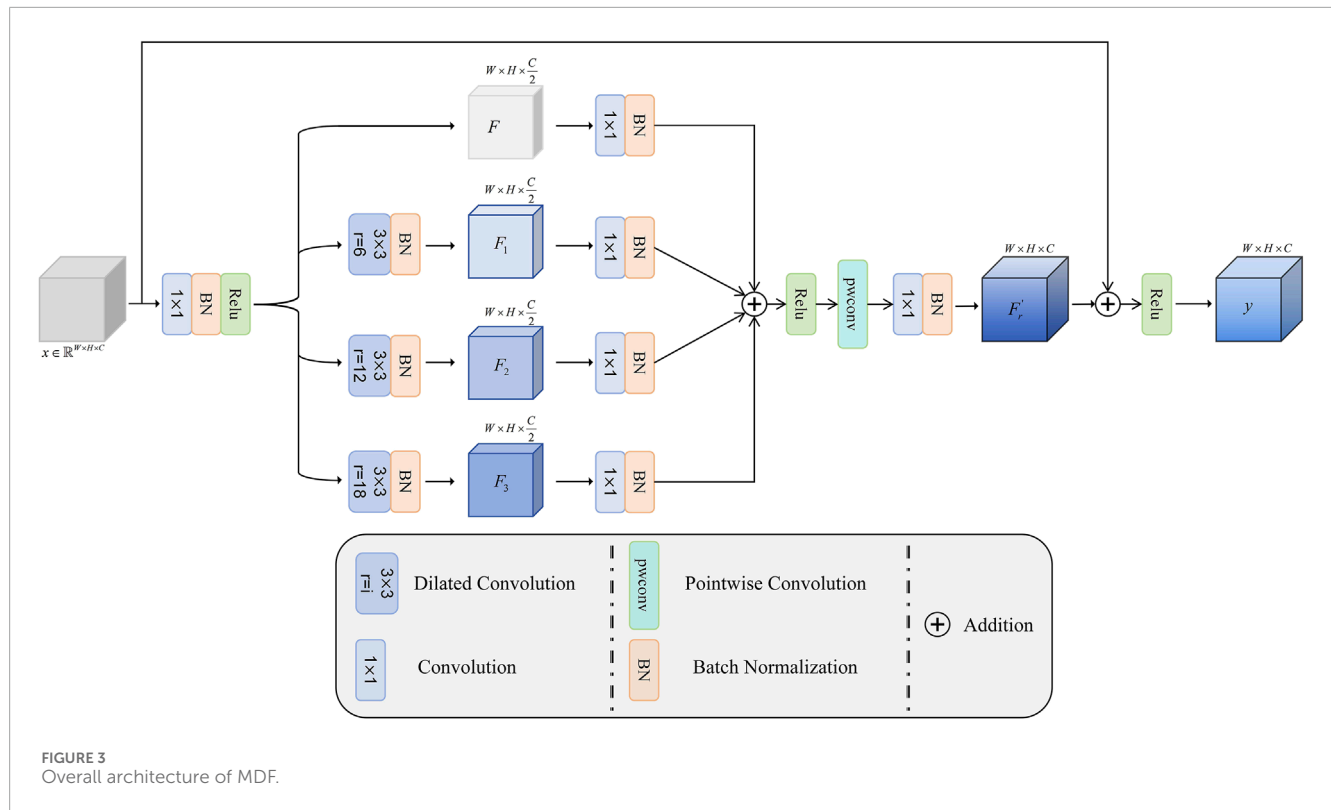 W×H×C/2
F
1×1
BN
W×H×C/2
3×3
r=6
BN
F₁
1×1
BN
x∈ℝ^{W×H×C}
1×1
BN
Relu
W×H×C/2
3×3
r=12
BN
F₂
1×1
BN
W×H×C/2
3×3
r=18
BN
F₃
1×1
BN
+
Relu
pwconv
1×1
BN
W×H×C
F'ᵣ
+
Relu
W×H×C
y
3×3
r=i
Dilated Convolution
pwconv
Pointwise Convolution
+ Addition
1×1
Convolution
BN
Batch Normalization
FIGURE 3
Overall architecture of MDF.